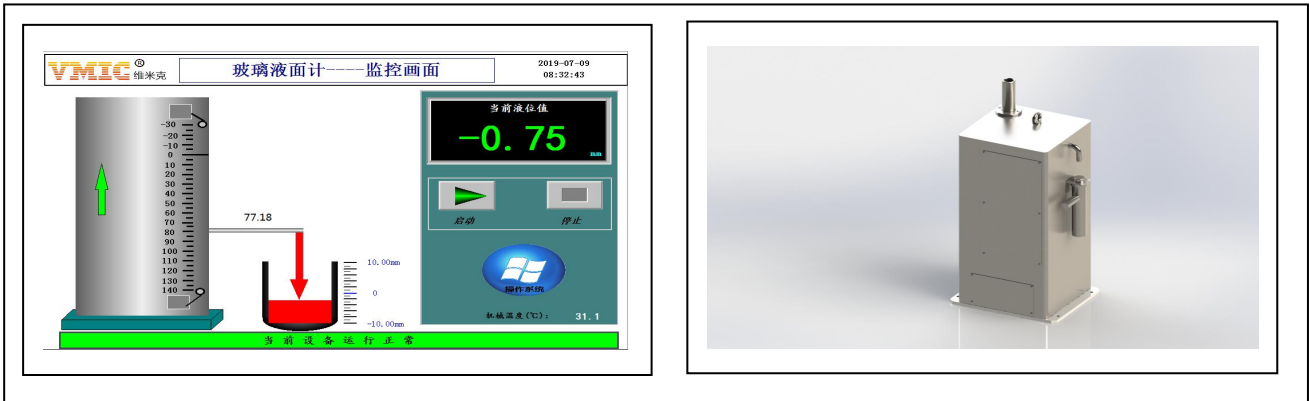 VMIC®
维米克
玻璃液面计----监控画面
2019-07-09
08:32:43
-30
-20
-10
0
10
20
30
40
50
60
70
80
90
100
110
120
130
140
77.18
10.00mm
0
-10.00mm
当前液位值
-0.75
mm
启动
停止
操作系统
机械温度(℃):
31.1
当前设备运行正常